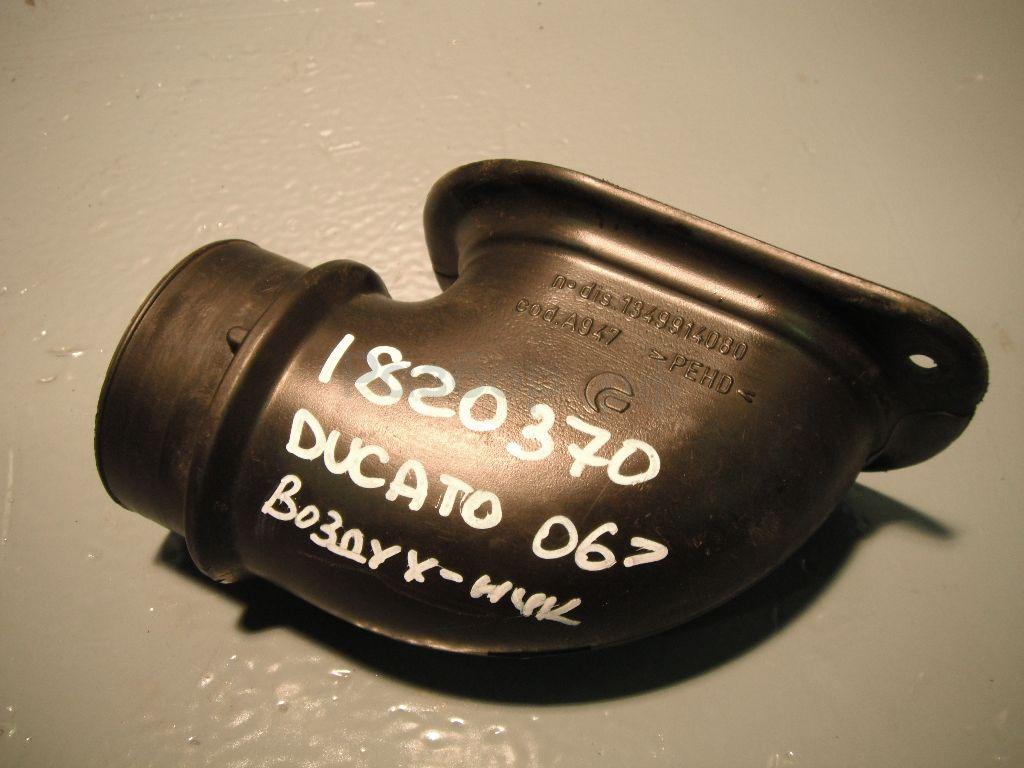 n° dis. 1349914080
cod. A947 >PEHD<
1820370
DUCATO 06>
Воздух-ник